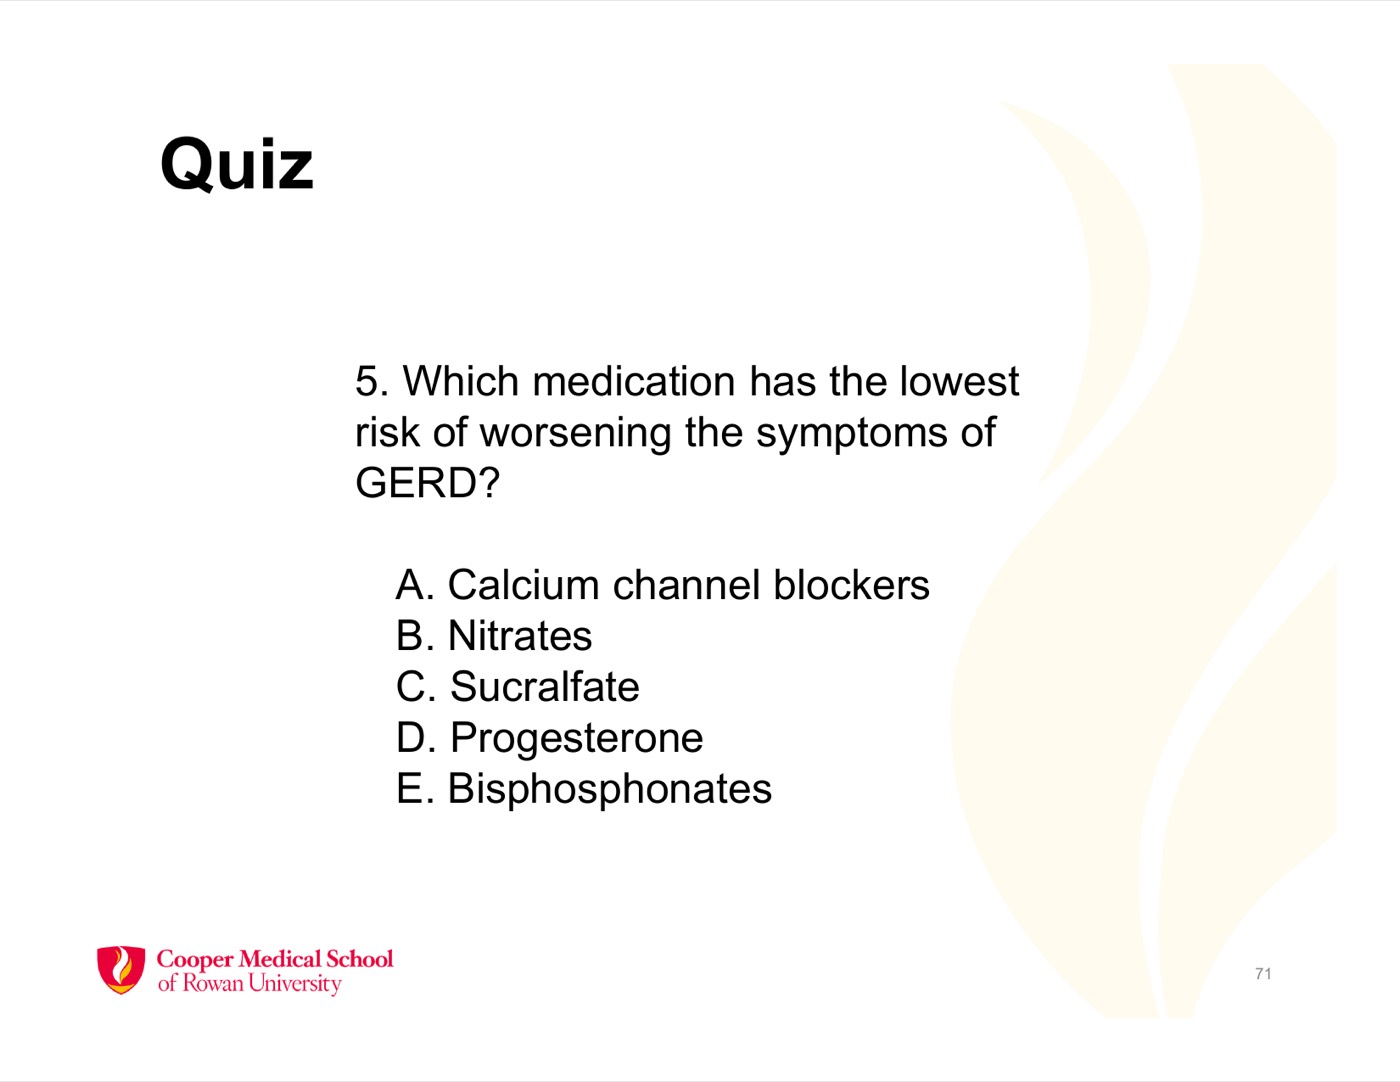 Quiz
5. Which medication has the lowest
risk of worsening the symptoms of
GERD?
A. Calcium channel blockers
B. Nitrates
C. Sucralfate
D. Progesterone
E. Bisphosphonates
Cooper Medical School
of Rowan University
71